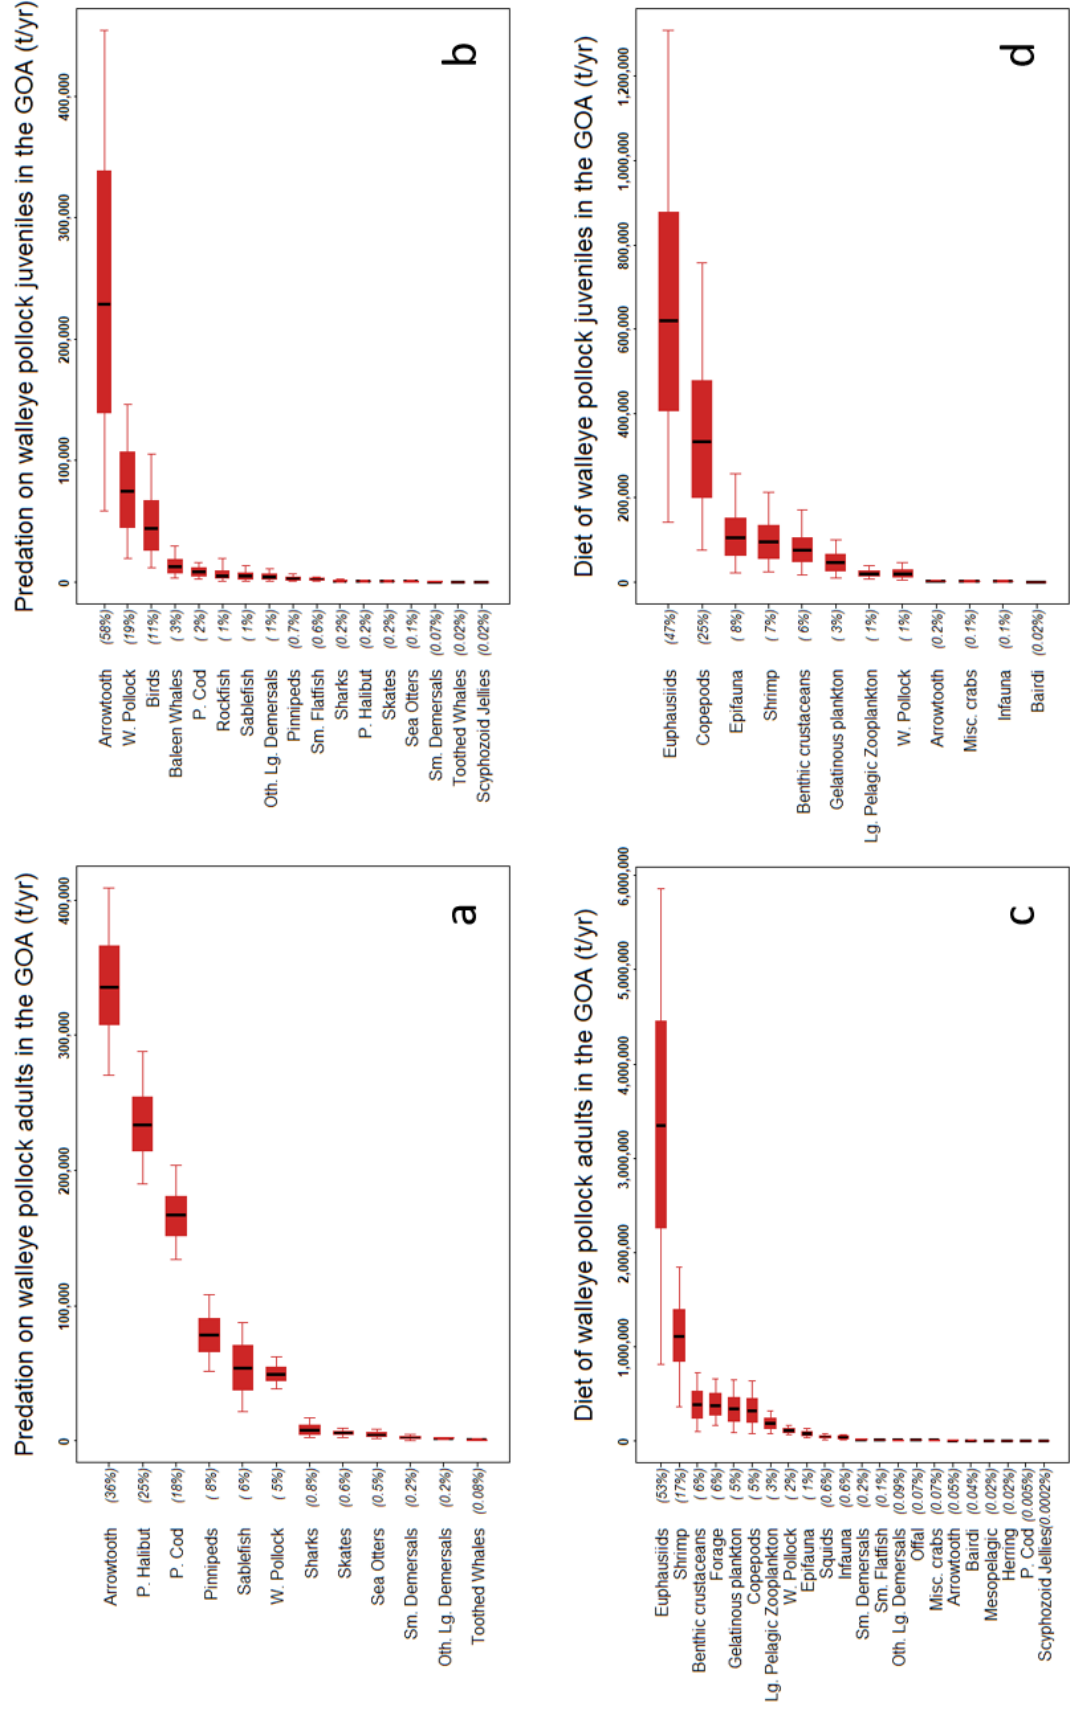 Predation on walleye pollock adults in the GOA (t/yr)
0
100,000
200,000
300,000
400,000
Arrowtooth (36%)
P. Halibut (25%)
P. Cod (18%)
Pinnipeds ( 8%)
Sablefish ( 6%)
W. Pollock ( 5%)
Sharks (0.8%)
Skates (0.6%)
Sea Otters (0.5%)
Sm. Demersals (0.2%)
Oth. Lg. Demersals (0.2%)
Toothed Whales (0.08%)
a
Predation on walleye pollock juveniles in the GOA (t/yr)
0
100,000
200,000
300,000
400,000
Arrowtooth (58%)
W. Pollock (19%)
Birds (11%)
Baleen Whales ( 3%)
P. Cod ( 2%)
Rockfish ( 1%)
Sablefish ( 1%)
Oth. Lg. Demersals ( 1%)
Pinnipeds (0.7%)
Sm. Flatfish (0.6%)
Sharks (0.2%)
P. Halibut (0.2%)
Skates (0.2%)
Sea Otters (0.1%)
Sm. Demersals (0.07%)
Toothed Whales (0.02%)
Scyphozoid Jellies (0.02%)
b
Diet of walleye pollock adults in the GOA (t/yr)
0
1,000,000
2,000,000
3,000,000
4,000,000
5,000,000
6,000,000
Euphausiids (53%)
Shrimp (17%)
Benthic crustaceans ( 6%)
Forage ( 6%)
Gelatinous plankton ( 5%)
Copepods ( 5%)
Lg. Pelagic Zooplankton ( 3%)
W. Pollock ( 2%)
Epifauna ( 1%)
Squids (0.6%)
Infauna (0.6%)
Sm. Demersals (0.2%)
Sm. Flatfish (0.1%)
Oth. Lg. Demersals (0.09%)
Offal (0.07%)
Misc. crabs (0.07%)
Arrowtooth (0.05%)
Bairdi (0.04%)
Mesopelagic (0.02%)
Herring (0.02%)
P. Cod (0.005%)
Scyphozoid Jellies(0.0002%)
c
Diet of walleye pollock juveniles in the GOA (t/yr)
0
200,000
400,000
600,000
800,000
1,000,000
1,200,000
Euphausiids (47%)
Copepods (25%)
Epifauna ( 8%)
Shrimp ( 7%)
Benthic crustaceans ( 6%)
Gelatinous plankton ( 3%)
Lg. Pelagic Zooplankton ( 1%)
W. Pollock ( 1%)
Arrowtooth (0.2%)
Misc. crabs (0.1%)
Infauna (0.1%)
Bairdi (0.02%)
d